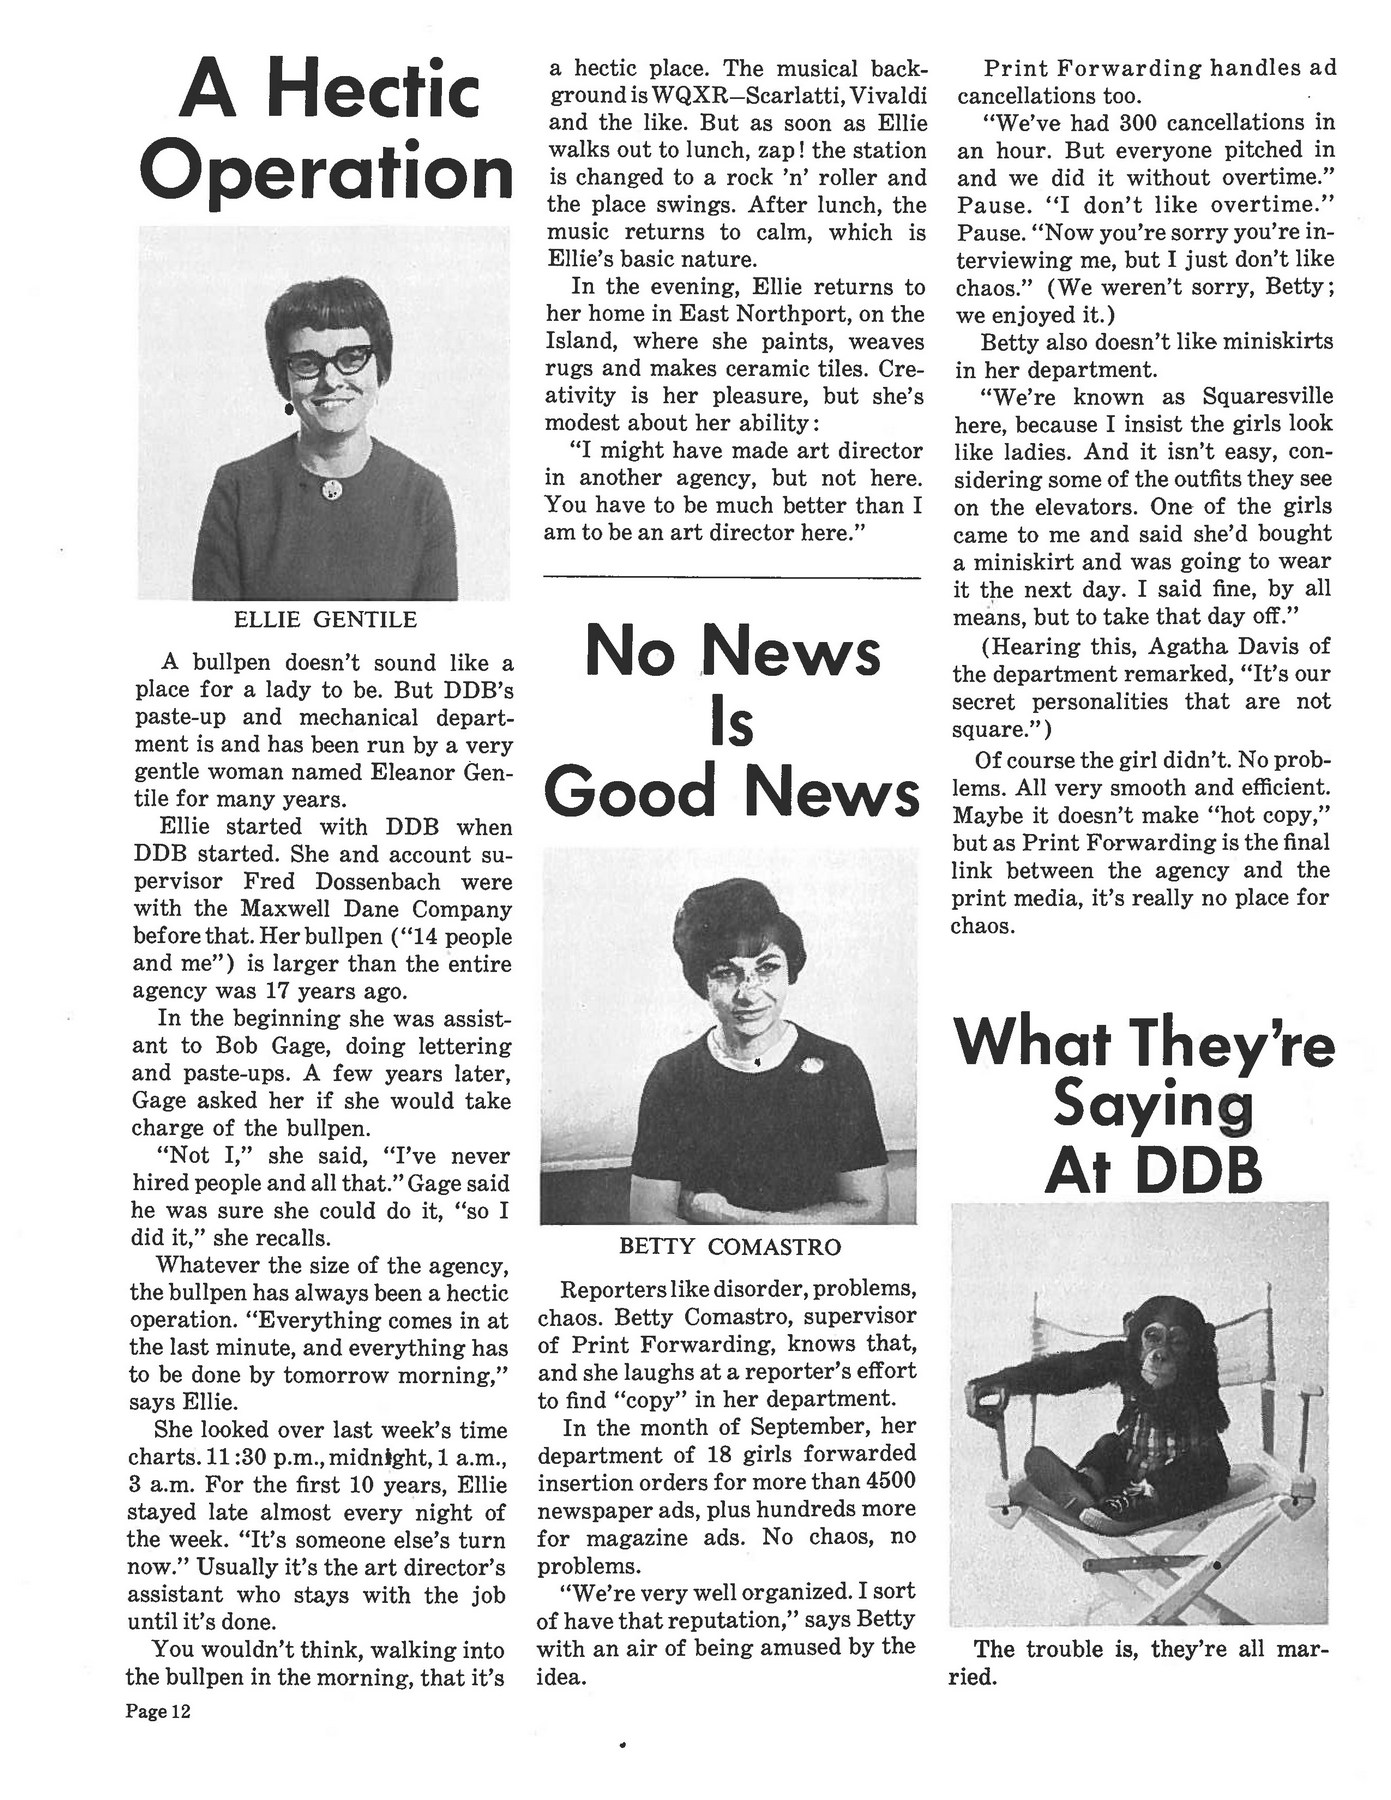 A Hectic
Operation
ELLIE GENTILE
A bullpen doesn't sound like a
place for a lady to be. But DDB's
paste-up and mechanical depart-
ment is and has been run by a very
gentle woman named Eleanor Gen-
tile for many years.
Ellie started with DDB when
DDB started. She and account su-
pervisor Fred Dossenbach were
with the Maxwell Dane Company
before that. Her bullpen (“14 people
and me”) is larger than the entire
agency was 17 years ago.
In the beginning she was assist-
ant to Bob Gage, doing lettering
and paste-ups. A few years later,
Gage asked her if she would take
charge of the bullpen.
“Not I,” she said, “I've never
hired people and all that.” Gage said
he was sure she could do it, “so I
did it,” she recalls.
Whatever the size of the agency,
the bullpen has always been a hectic
operation. “Everything comes in at
the last minute, and everything has
to be done by tomorrow morning,”
says Ellie.
She looked over last week's time
charts. 11:30 p.m., midnight, 1 a.m.,
3 a.m. For the first 10 years, Ellie
stayed late almost every night of
the week. “It's someone else's turn
now.” Usually it's the art director's
assistant who stays with the job
until it's done.
You wouldn't think, walking into
the bullpen in the morning, that it's
a hectic place. The musical back-
ground is WQXR—Scarlatti, Vivaldi
and the like. But as soon as Ellie
walks out to lunch, zap! the station
is changed to a rock 'n' roller and
the place swings. After lunch, the
music returns to calm, which is
Ellie's basic nature.
In the evening, Ellie returns to
her home in East Northport, on the
Island, where she paints, weaves
rugs and makes ceramic tiles. Cre-
ativity is her pleasure, but she's
modest about her ability:
“I might have made art director
in another agency, but not here.
You have to be much better than I
am to be an art director here.”
No News
Is
Good News
BETTY COMASTRO
Reporters like disorder, problems,
chaos. Betty Comastro, supervisor
of Print Forwarding, knows that,
and she laughs at a reporter's effort
to find “copy” in her department.
In the month of September, her
department of 18 girls forwarded
insertion orders for more than 4500
newspaper ads, plus hundreds more
for magazine ads. No chaos, no
problems.
“We're very well organized. I sort
of have that reputation,” says Betty
with an air of being amused by the
idea.
Print Forwarding handles ad
cancellations too.
“We've had 300 cancellations in
an hour. But everyone pitched in
and we did it without overtime.”
Pause. “I don't like overtime.”
Pause. “Now you're sorry you're in-
terviewing me, but I just don't like
chaos.” (We weren't sorry, Betty;
we enjoyed it.)
Betty also doesn't like miniskirts
in her department.
“We're known as Squaresville
here, because I insist the girls look
like ladies. And it isn't easy, con-
sidering some of the outfits they see
on the elevators. One of the girls
came to me and said she'd bought
a miniskirt and was going to wear
it the next day. I said fine, by all
means, but to take that day off.”
(Hearing this, Agatha Davis of
the department remarked, “It's our
secret personalities that are not
square.”)
Of course the girl didn't. No prob-
lems. All very smooth and efficient.
Maybe it doesn't make “hot copy,”
but as Print Forwarding is the final
link between the agency and the
print media, it's really no place for
chaos.
What They're
Saying
At DDB
The trouble is, they're all mar-
ried.
Page 12